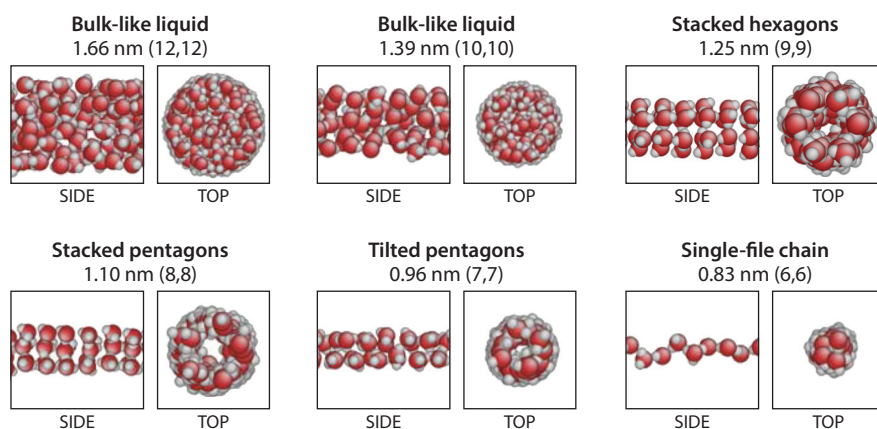 Bulk-like liquid
1.66 nm (12,12)
SIDE
TOP
Bulk-like liquid
1.39 nm (10,10)
SIDE
TOP
Stacked hexagons
1.25 nm (9,9)
SIDE
TOP
Stacked pentagons
1.10 nm (8,8)
SIDE
TOP
Tilted pentagons
0.96 nm (7,7)
SIDE
TOP
Single-file chain
0.83 nm (6,6)
SIDE
TOP